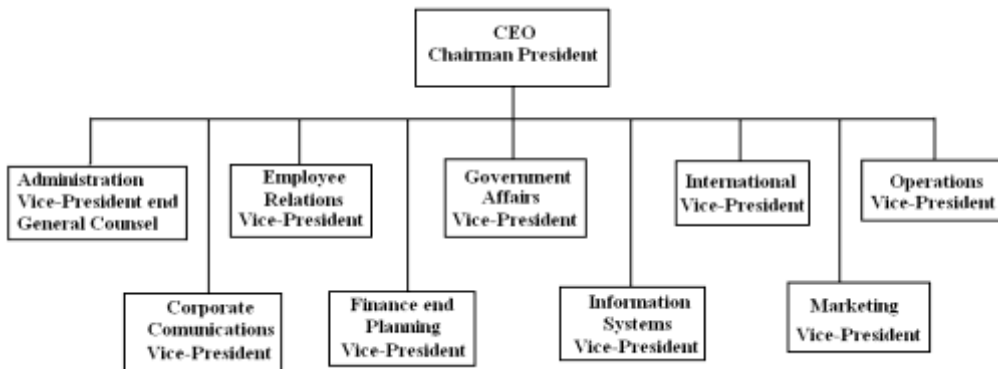 CEO
Chairman President
Administration
Vice-President end
General Counsel
Employee
Relations
Vice-President
Government
Affairs
Vice-President
International
Vice-President
Operations
Vice-President
Corporate
Comunications
Vice-President
Finance end
Planning
Vice-President
Information
Systems
Vice-President
Marketing
Vice-President